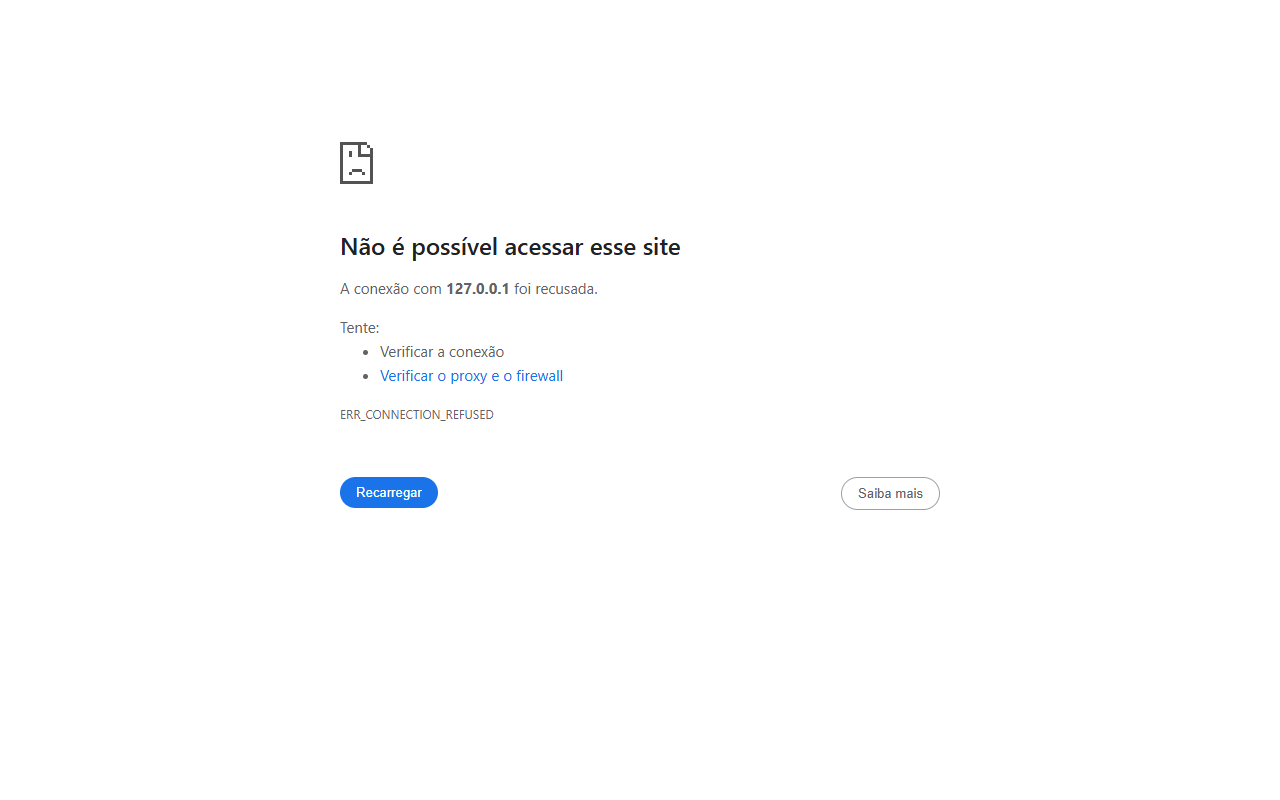 Não é possível acessar esse site
A conexão com 127.0.0.1 foi recusada.
Tente:
• Verificar a conexão
• Verificar o proxy e o firewall
ERR_CONNECTION_REFUSED
Recarregar
Saiba mais